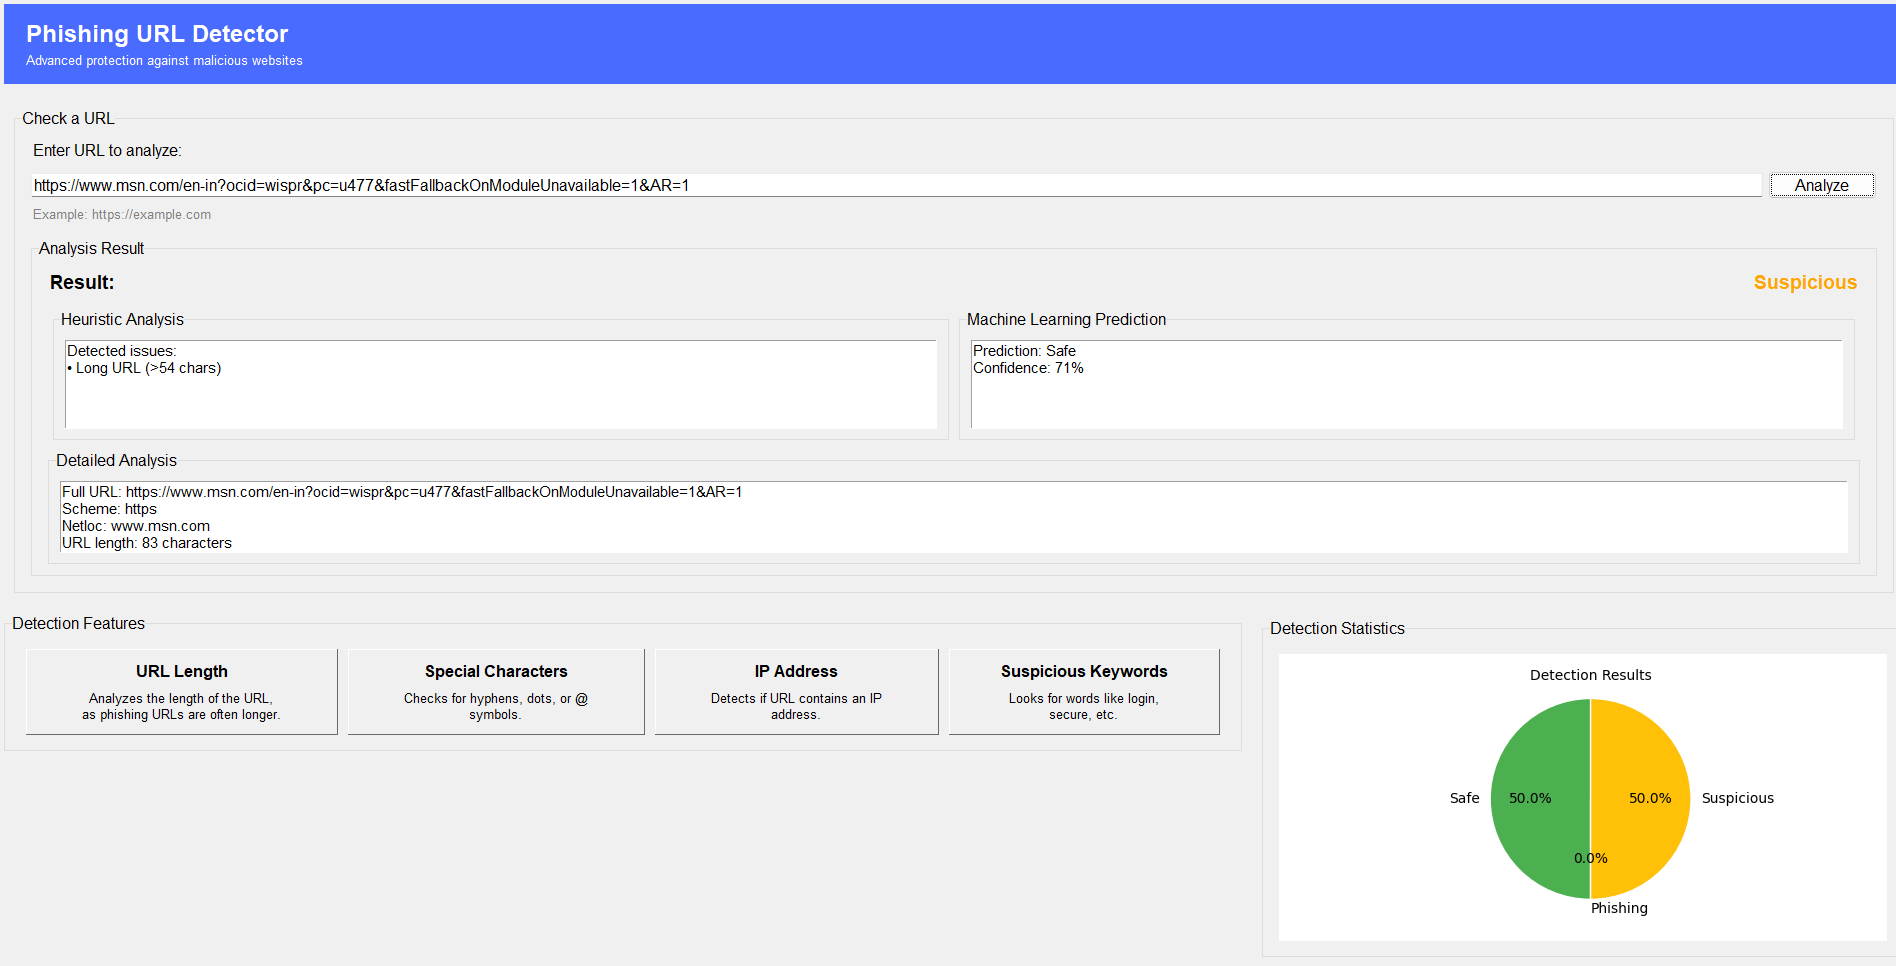 Phishing URL Detector
Advanced protection against malicious websites
Check a URL
Enter URL to analyze:
https://www.msn.com/en-in?ocid=wispr&pc=u477&fastFallbackOnModuleUnavailable=1&AR=1
Analyze
Example: https://example.com
Analysis Result
Result:
Suspicious
Heuristic Analysis
Detected issues:
• Long URL (>54 chars)
Machine Learning Prediction
Prediction: Safe
Confidence: 71%
Detailed Analysis
Full URL: https://www.msn.com/en-in?ocid=wispr&pc=u477&fastFallbackOnModuleUnavailable=1&AR=1
Scheme: https
Netloc: www.msn.com
URL length: 83 characters
Detection Features
URL Length
Analyzes the length of the URL,
as phishing URLs are often longer.
Special Characters
Checks for hyphens, dots, or @
symbols.
IP Address
Detects if URL contains an IP
address.
Suspicious Keywords
Looks for words like login,
secure, etc.
Detection Statistics
Detection Results
Safe
50.0%
50.0%
Suspicious
0.0%
Phishing